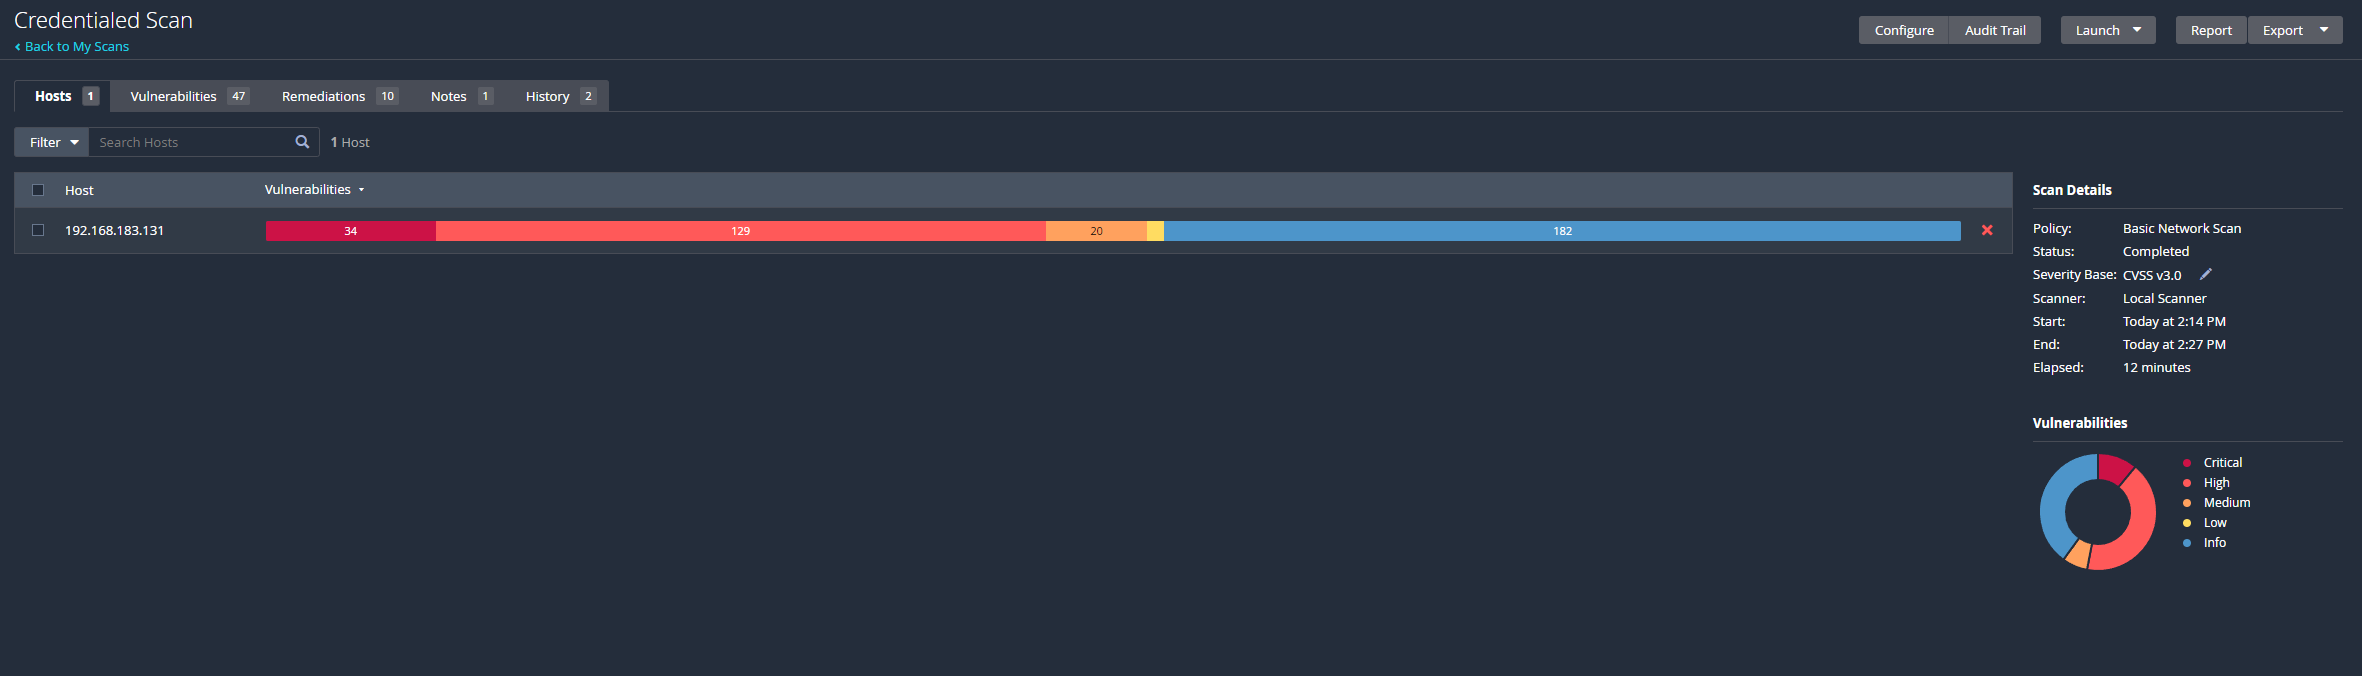 Credentialed Scan
‹ Back to My Scans
Configure Audit Trail Launch Report Export
Hosts 1 Vulnerabilities 47 Remediations 10 Notes 1 History 2
Filter Search Hosts 1 Host
Host Vulnerabilities
192.168.183.131 34 129 20 182
Scan Details
Policy: Basic Network Scan
Status: Completed
Severity Base: CVSS v3.0
Scanner: Local Scanner
Start: Today at 2:14 PM
End: Today at 2:27 PM
Elapsed: 12 minutes
Vulnerabilities
Critical
High
Medium
Low
Info